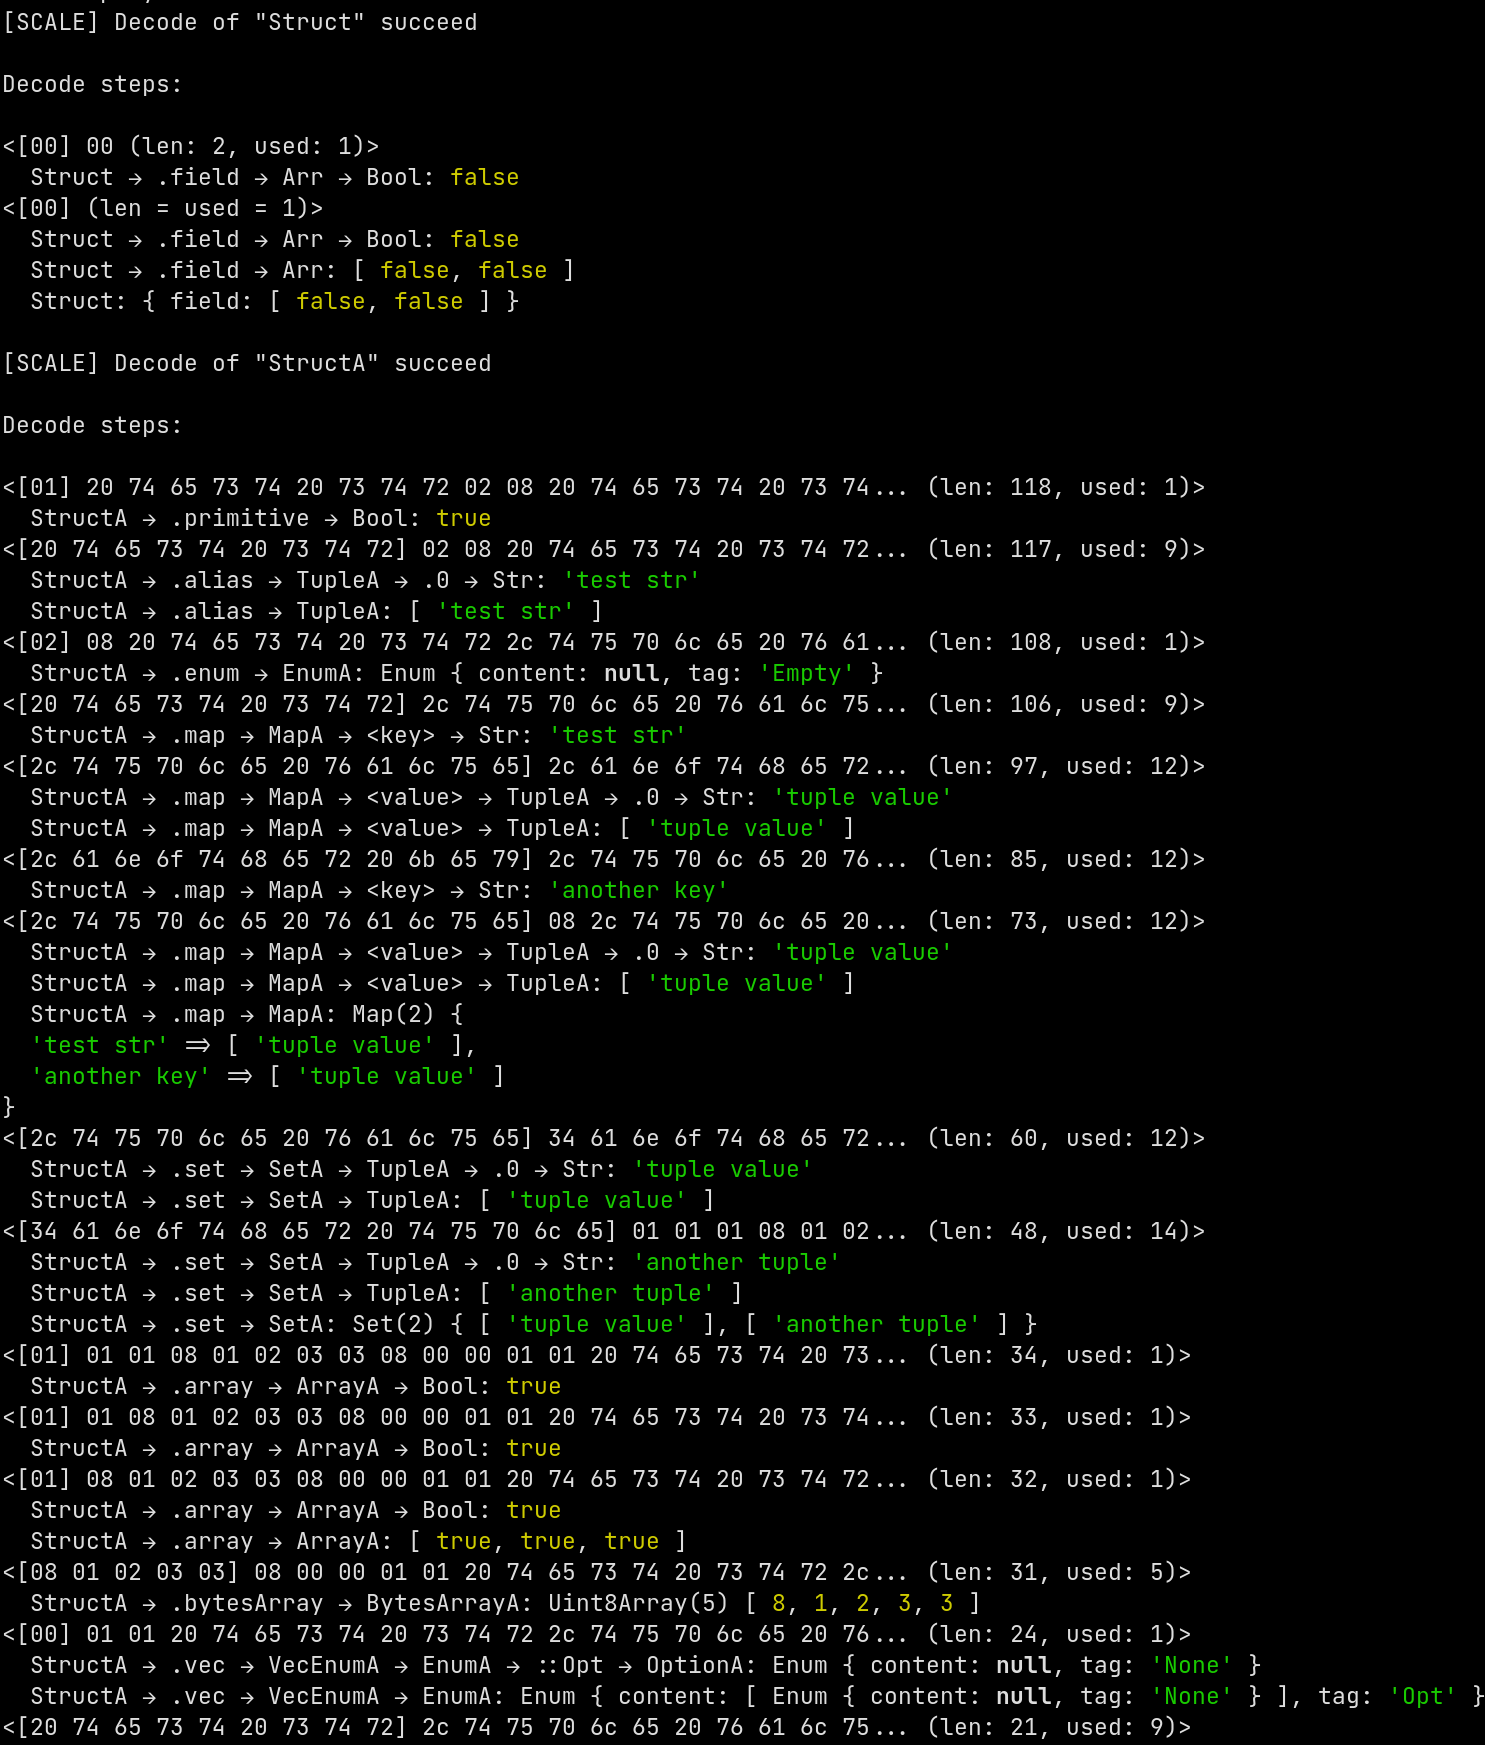 [SCALE] Decode of "Struct" succeed
Decode steps:
<[00] 00 (len: 2, used: 1)>
Struct → .field → Arr → Bool: false
<[00] (len = used = 1)>
Struct → .field → Arr → Bool: false
Struct → .field → Arr: [ false, false ]
Struct: { field: [ false, false ] }
[SCALE] Decode of "StructA" succeed
Decode steps:
<[01] 20 74 65 73 74 20 73 74 72 02 08 20 74 65 73 74 20 73 74... (len: 118, used: 1)>
StructA → .primitive → Bool: true
<[20 74 65 73 74 20 73 74 72] 02 08 20 74 65 73 74 20 73 74 72... (len: 117, used: 9)>
StructA → .alias → TupleA → .0 → Str: 'test str'
StructA → .alias → TupleA: [ 'test str' ]
<[02] 08 20 74 65 73 74 20 73 74 72 2c 74 75 70 6c 65 20 76 61... (len: 108, used: 1)>
StructA → .enum → EnumA: Enum { content: null, tag: 'Empty' }
<[20 74 65 73 74 20 73 74 72] 2c 74 75 70 6c 65 20 76 61 6c 75... (len: 106, used: 9)>
StructA → .map → MapA → <key> → Str: 'test str'
<[2c 74 75 70 6c 65 20 76 61 6c 75 65] 2c 61 6e 6f 74 68 65 72... (len: 97, used: 12)>
StructA → .map → MapA → <value> → TupleA → .0 → Str: 'tuple value'
StructA → .map → MapA → <value> → TupleA: [ 'tuple value' ]
<[2c 61 6e 6f 74 68 65 72 20 6b 65 79] 2c 74 75 70 6c 65 20 76... (len: 85, used: 12)>
StructA → .map → MapA → <key> → Str: 'another key'
<[2c 74 75 70 6c 65 20 76 61 6c 75 65] 08 2c 74 75 70 6c 65 20... (len: 73, used: 12)>
StructA → .map → MapA → <value> → TupleA → .0 → Str: 'tuple value'
StructA → .map → MapA → <value> → TupleA: [ 'tuple value' ]
StructA → .map → MapA: Map(2) {
'test str' => [ 'tuple value' ],
'another key' => [ 'tuple value' ]
}
<[2c 74 75 70 6c 65 20 76 61 6c 75 65] 34 61 6e 6f 74 68 65 72... (len: 60, used: 12)>
StructA → .set → SetA → TupleA → .0 → Str: 'tuple value'
StructA → .set → SetA → TupleA: [ 'tuple value' ]
<[34 61 6e 6f 74 68 65 72 20 74 75 70 6c 65] 01 01 01 08 01 02... (len: 48, used: 14)>
StructA → .set → SetA → TupleA → .0 → Str: 'another tuple'
StructA → .set → SetA → TupleA: [ 'another tuple' ]
StructA → .set → SetA: Set(2) { [ 'tuple value' ], [ 'another tuple' ] }
<[01] 01 01 08 01 02 03 03 08 00 00 01 01 20 74 65 73 74 20 73... (len: 34, used: 1)>
StructA → .array → ArrayA → Bool: true
<[01] 01 08 01 02 03 03 08 00 00 01 01 20 74 65 73 74 20 73 74... (len: 33, used: 1)>
StructA → .array → ArrayA → Bool: true
<[01] 08 01 02 03 03 08 00 00 01 01 20 74 65 73 74 20 73 74 72... (len: 32, used: 1)>
StructA → .array → ArrayA → Bool: true
StructA → .array → ArrayA: [ true, true, true ]
<[08 01 02 03 03] 08 00 00 01 01 20 74 65 73 74 20 73 74 72 2c... (len: 31, used: 5)>
StructA → .bytesArray → BytesArrayA: Uint8Array(5) [ 8, 1, 2, 3, 3 ]
<[00] 01 01 20 74 65 73 74 20 73 74 72 2c 74 75 70 6c 65 20 76... (len: 24, used: 1)>
StructA → .vec → VecEnumA → EnumA → ::Opt → OptionA: Enum { content: null, tag: 'None' }
StructA → .vec → VecEnumA → EnumA: Enum { content: [ Enum { content: null, tag: 'None' } ], tag: 'Opt' }
<[20 74 65 73 74 20 73 74 72] 2c 74 75 70 6c 65 20 76 61 6c 75... (len: 21, used: 9)>